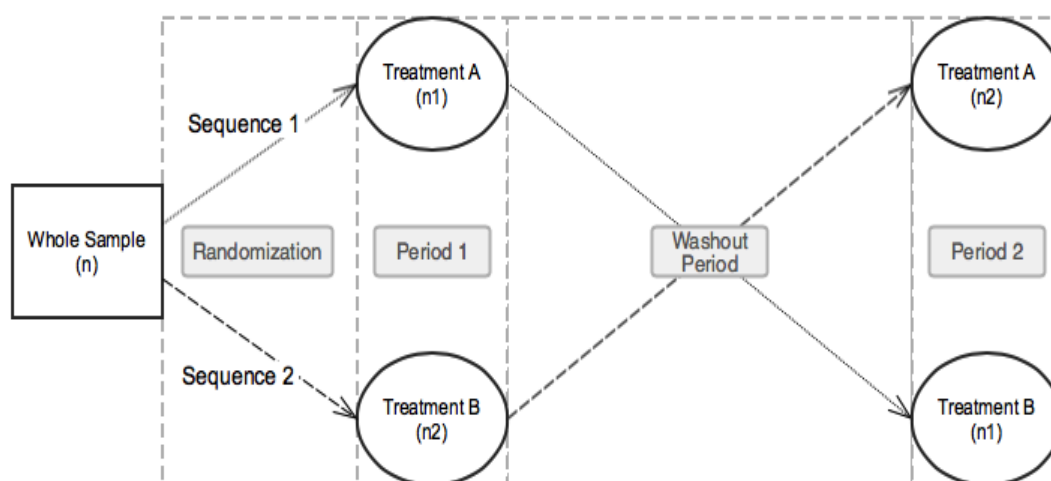 Treatment A
(n1)
Treatment A
(n2)
Sequence 1
Whole Sample
(n)
Randomization
Period 1
Washout
Period
Period 2
Sequence 2
Treatment B
(n2)
Treatment B
(n1)